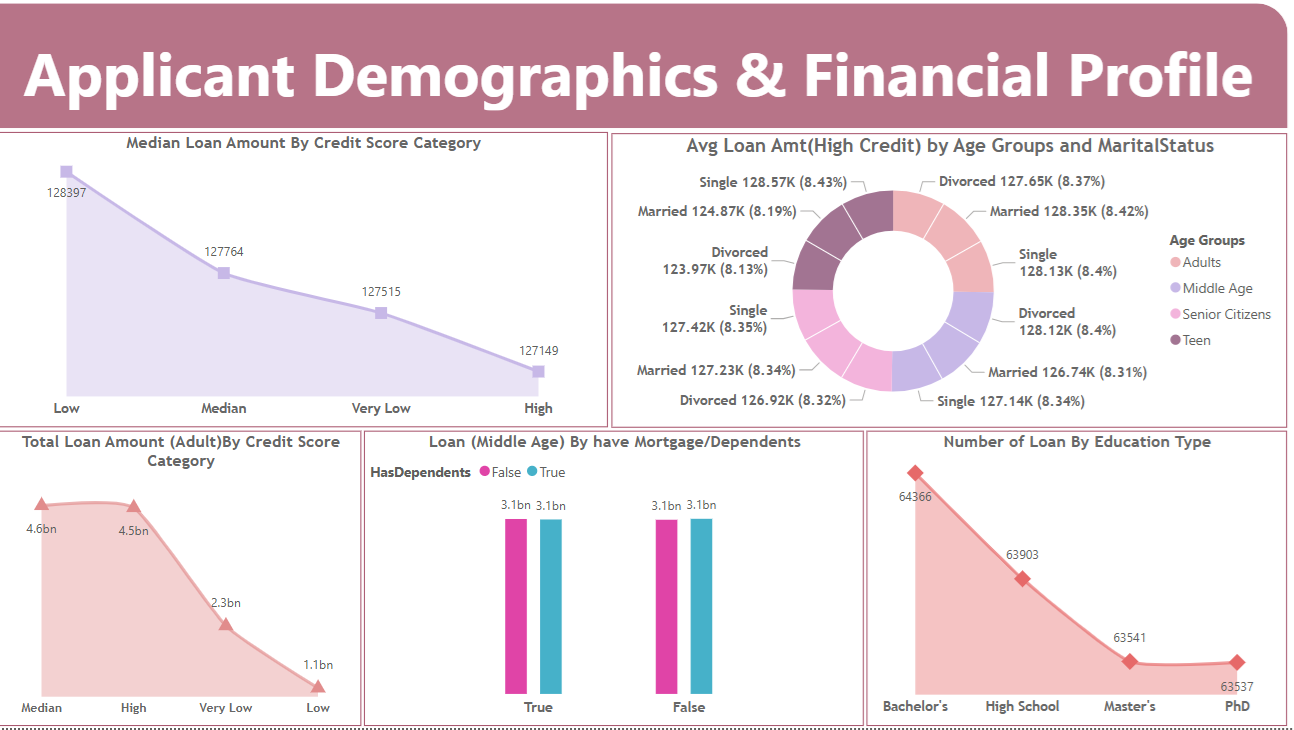 Applicant Demographics & Financial Profile
Median Loan Amount By Credit Score Category
128397
127764
127515
127149
Low
Median
Very Low
High
Avg Loan Amt(High Credit) by Age Groups and MaritalStatus
Single 128.57K (8.43%)
Divorced 127.65K (8.37%)
Married 124.87K (8.19%)
Married 128.35K (8.42%)
Divorced
123.97K (8.13%)
Single
128.13K (8.4%)
Single
127.42K (8.35%)
Divorced
128.12K (8.4%)
Married 127.23K (8.34%)
Married 126.74K (8.31%)
Divorced 126.92K (8.32%)
Single 127.14K (8.34%)
Age Groups
Adults
Middle Age
Senior Citizens
Teen
Total Loan Amount (Adult)By Credit Score
Category
4.6bn
4.5bn
2.3bn
1.1bn
Median
High
Very Low
Low
Loan (Middle Age) By have Mortgage/Dependents
HasDependents False True
3.1bn 3.1bn
3.1bn 3.1bn
True
False
Number of Loan By Education Type
64366
63903
63541
63537
Bachelor's
High School
Master's
PhD